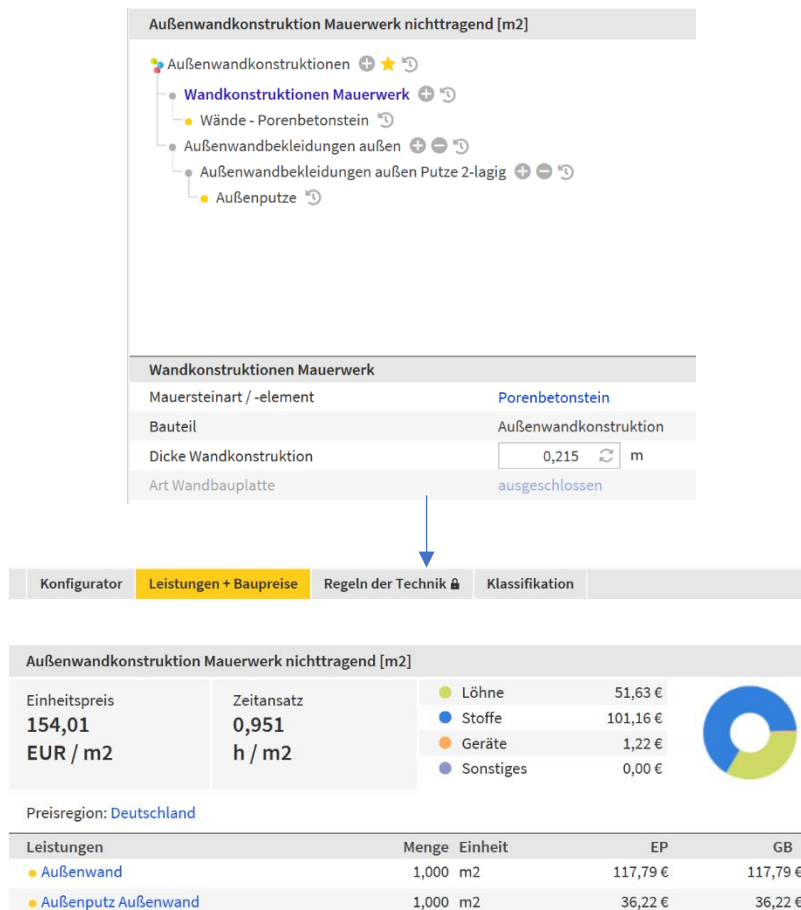 Außenwandkonstruktion Mauerwerk nichttragend [m2]
Außenwandkonstruktionen
Wandkonstruktionen Mauerwerk
Wände - Porenbetonstein
Außenwandbekleidungen außen
Außenwandbekleidungen außen Putze 2-lagig
Außenputze
Wandkonstruktionen Mauerwerk
Mauersteinart / -element Porenbetonstein
Bauteil Außenwandkonstruktion
Dicke Wandkonstruktion 0,215 m
Art Wandbauplatte ausgeschlossen
Konfigurator Leistungen + Baupreise Regeln der Technik Klassifikation
Außenwandkonstruktion Mauerwerk nichttragend [m2]
Einheitspreis
154,01
EUR / m2
Zeitansatz
0,951
h / m2
Löhne 51,63 €
Stoffe 101,16 €
Geräte 1,22 €
Sonstiges 0,00 €
Preisregion: Deutschland
Leistungen Menge Einheit EP GB
Außenwand 1,000 m2 117,79 € 117,79 €
Außenputz Außenwand 1,000 m2 36,22 € 36,22 €